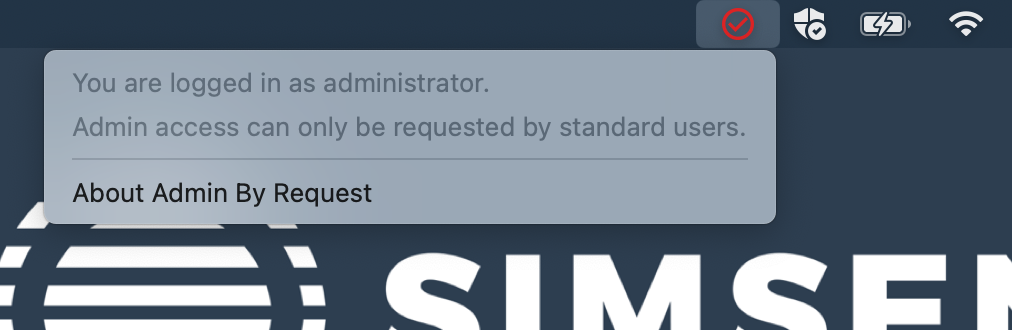 You are logged in as administrator.
Admin access can only be requested by standard users.
About Admin By Request
SIMSEN